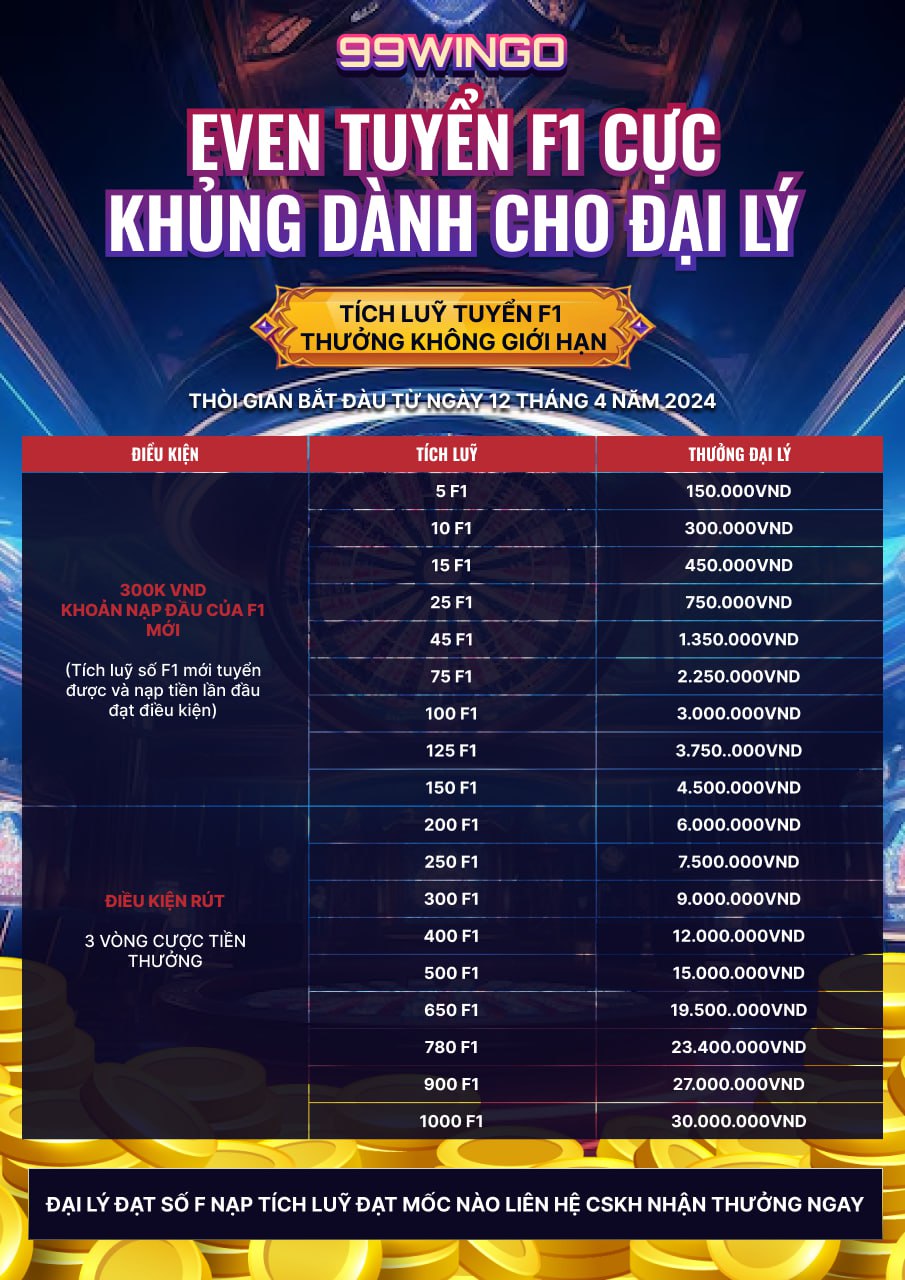 99WINGO
EVEN TUYỂN F1 CỰC
KHỦNG DÀNH CHO ĐẠI LÝ
TÍCH LUỸ TUYỂN F1
THƯỞNG KHÔNG GIỚI HẠN
THỜI GIAN BẮT ĐẦU TỪ NGÀY 12 THÁNG 4 NĂM 2024
ĐIỀU KIỆN TÍCH LUỸ THƯỞNG ĐẠI LÝ
300K VND
KHOẢN NẠP ĐẦU CỦA F1
MỚI
(Tích luỹ số F1 mới tuyển
được và nạp tiền lần đầu
đạt điều kiện)
5 F1 150.000VND
10 F1 300.000VND
15 F1 450.000VND
25 F1 750.000VND
45 F1 1.350.000VND
75 F1 2.250.000VND
100 F1 3.000.000VND
125 F1 3.750..000VND
150 F1 4.500.000VND
ĐIỀU KIỆN RÚT
3 VÒNG CƯỢC TIỀN
THƯỞNG
200 F1 6.000.000VND
250 F1 7.500.000VND
300 F1 9.000.000VND
400 F1 12.000.000VND
500 F1 15.000.000VND
650 F1 19.500..000VND
780 F1 23.400.000VND
900 F1 27.000.000VND
1000 F1 30.000.000VND
ĐẠI LÝ ĐẠT SỐ F NẠP TÍCH LUỸ ĐẠT MỐC NÀO LIÊN HỆ CSKH NHẬN THƯỞNG NGAY